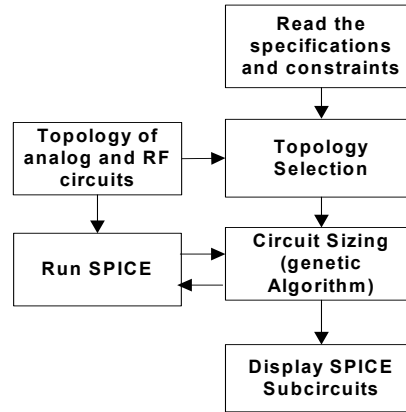 Read the
specifications
and constraints
Topology of
analog and RF
circuits
Topology
Selection
Run SPICE
Circuit Sizing
(genetic
Algorithm)
Display SPICE
Subcircuits